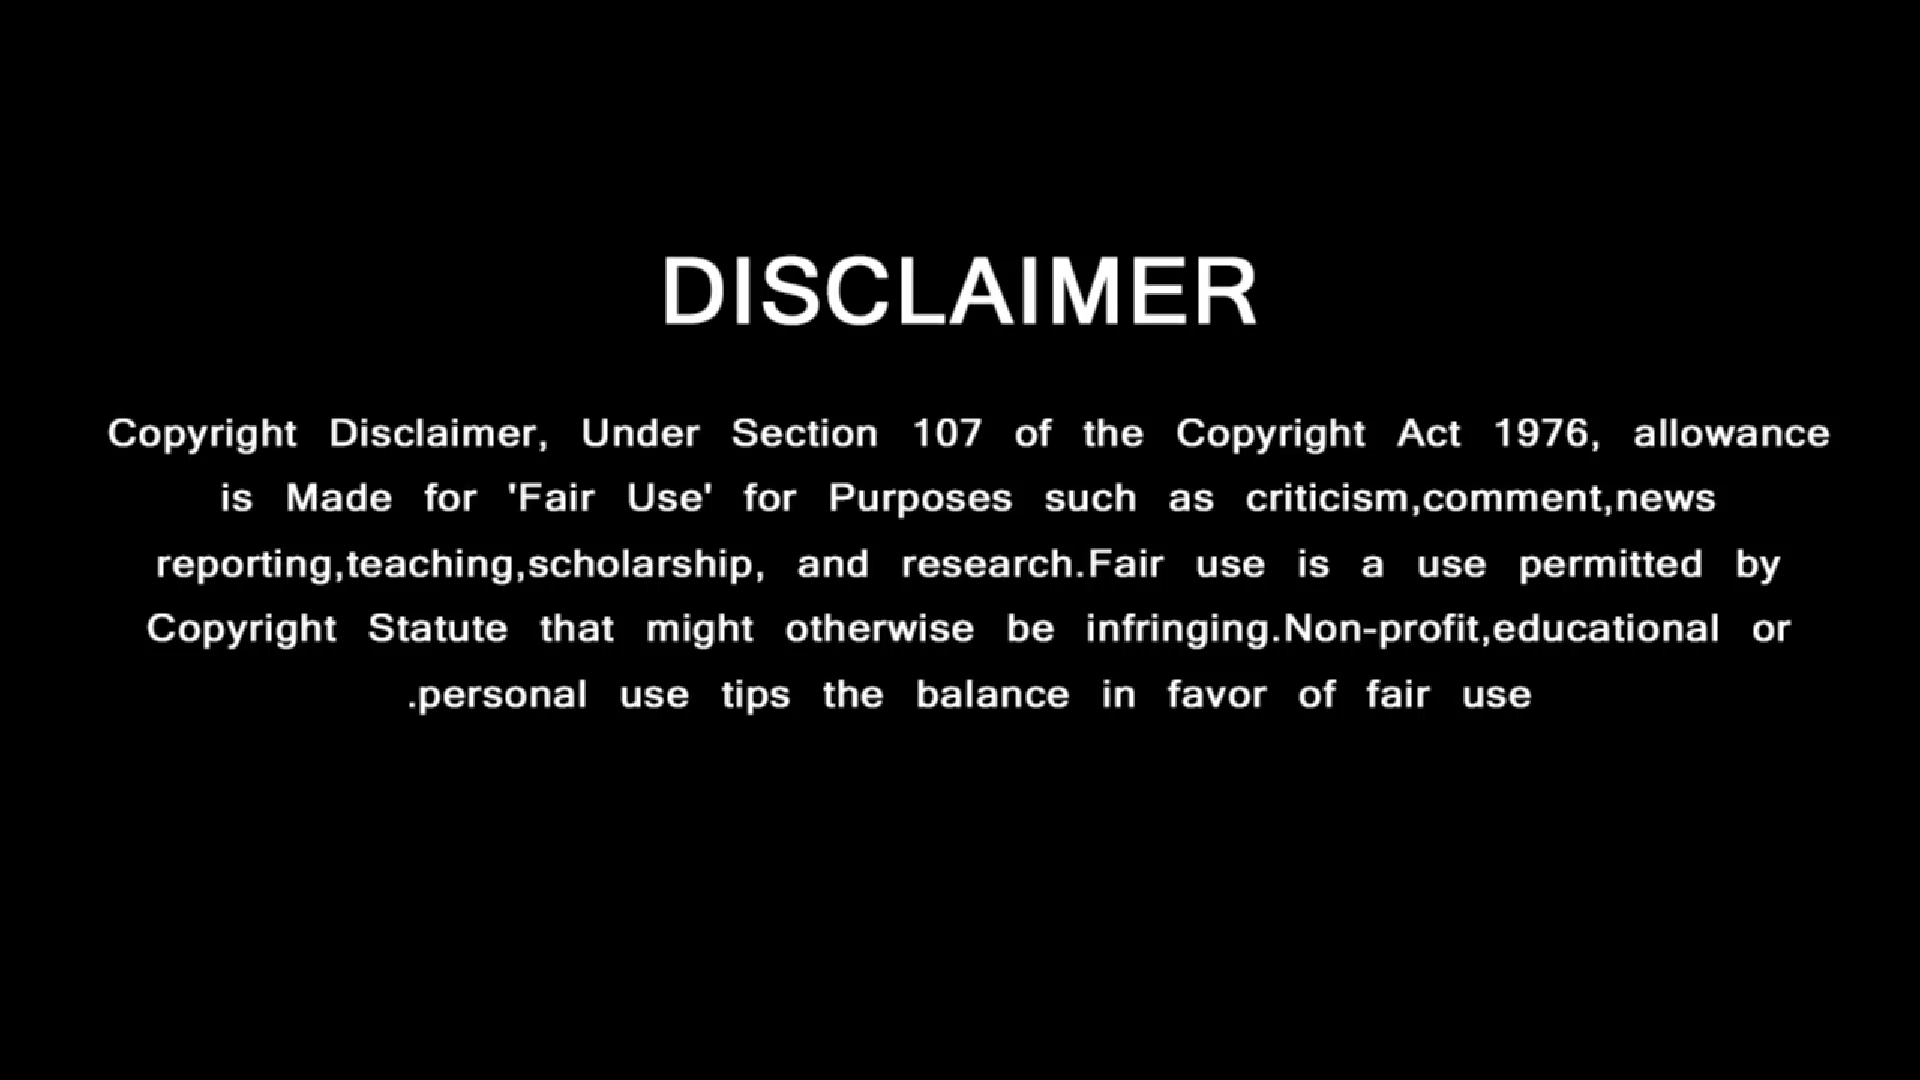 DISCLAIMER
Copyright Disclaimer, Under Section 107 of the Copyright Act 1976, allowance
is Made for 'Fair Use' for Purposes such as criticism,comment,news
reporting,teaching,scholarship, and research.Fair use is a use permitted by
Copyright Statute that might otherwise be infringing.Non-profit,educational or
.personal use tips the balance in favor of fair use